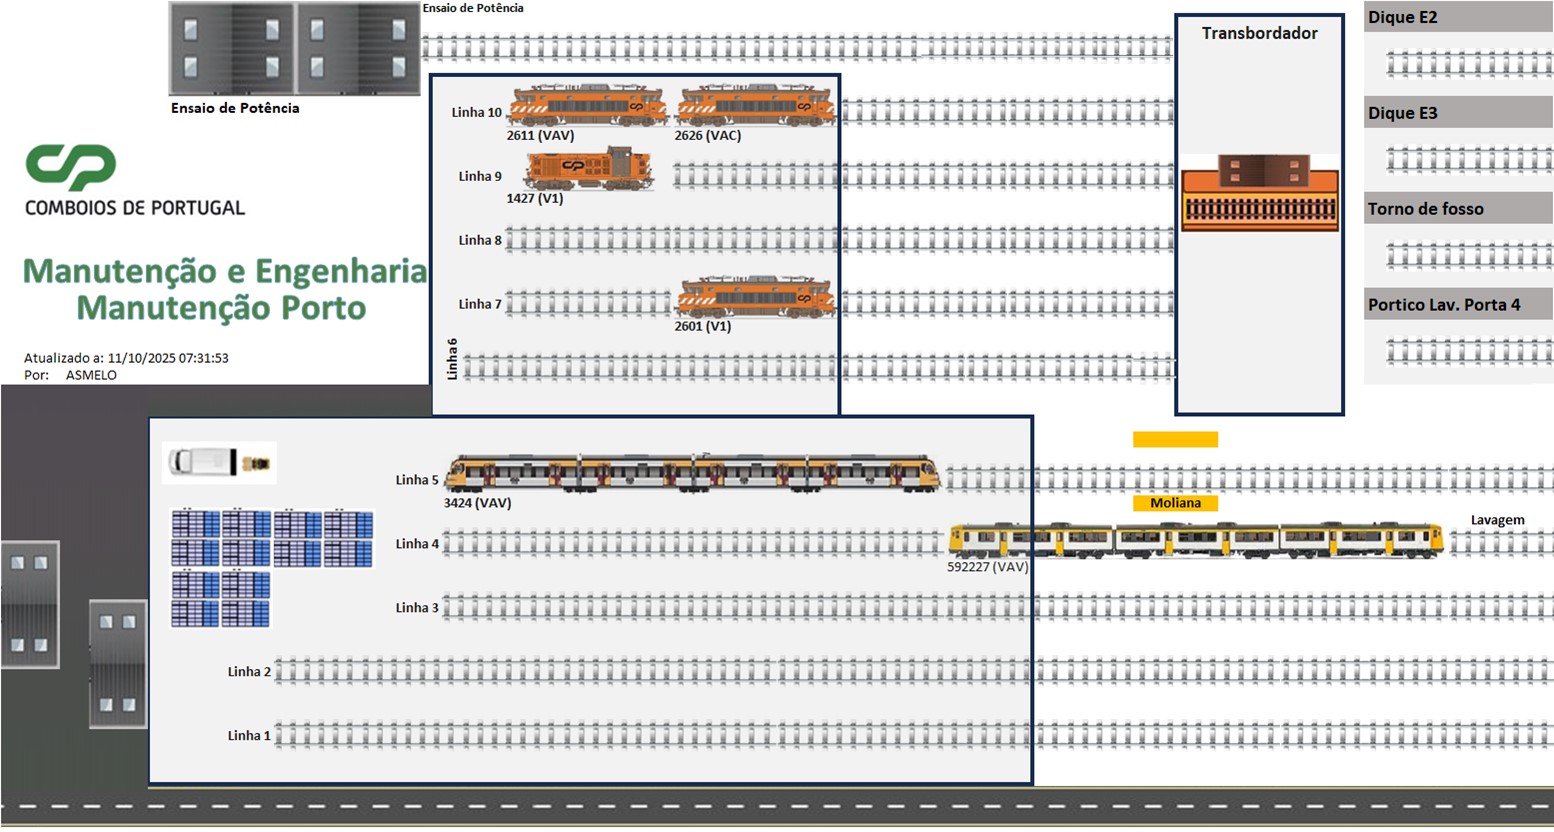 Ensaio de Potência
Ensaio de Potência
CP
COMBOIOS DE PORTUGAL
Manutenção e Engenharia
Manutenção Porto
Atualizado a: 11/10/2025 07:31:53
Por: ASMELO
Linha 10
2611 (VAV)
2626 (VAC)
Linha 9
1427 (V1)
Linha 8
Linha 7
2601 (V1)
Linha6
Transbordador
Dique E2
Dique E3
Torno de fosso
Portico Lav. Porta 4
Linha 5
3424 (VAV)
Moliana
Linha 4
592227 (VAV)
Lavagem
Linha 3
Linha 2
Linha 1